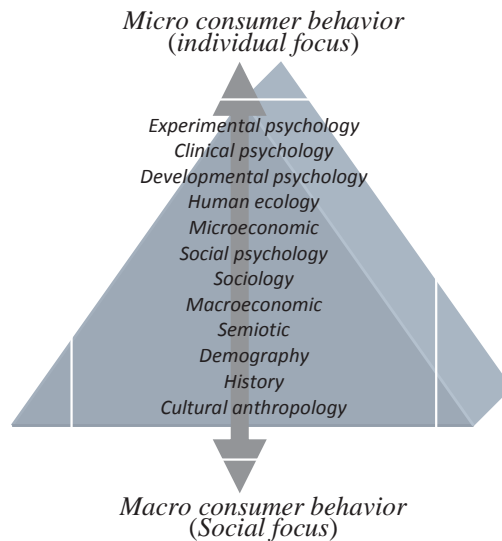 Micro consumer behavior
(individual focus)
Experimental psychology
Clinical psychology
Developmental psychology
Human ecology
Microeconomic
Social psychology
Sociology
Macroeconomic
Semiotic
Demography
History
Cultural anthropology
Macro consumer behavior
(Social focus)